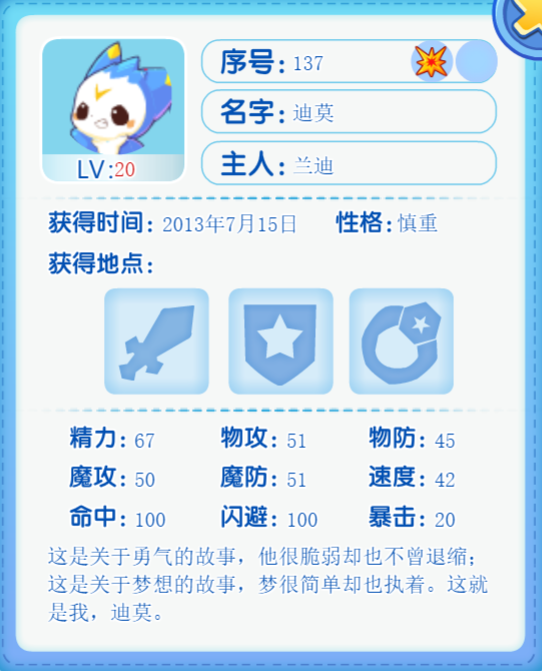 序号: 137
名字: 迪莫
LV:20
主人: 兰迪
获得时间: 2013年7月15日 性格: 慎重
获得地点:
精力: 67 物攻: 51 物防: 45
魔攻: 50 魔防: 51 速度: 42
命中: 100 闪避: 100 暴击: 20
这是关于勇气的故事，他很脆弱却也不曾退缩；
这是关于梦想的故事，梦很简单却也执着。这就
是我，迪莫。